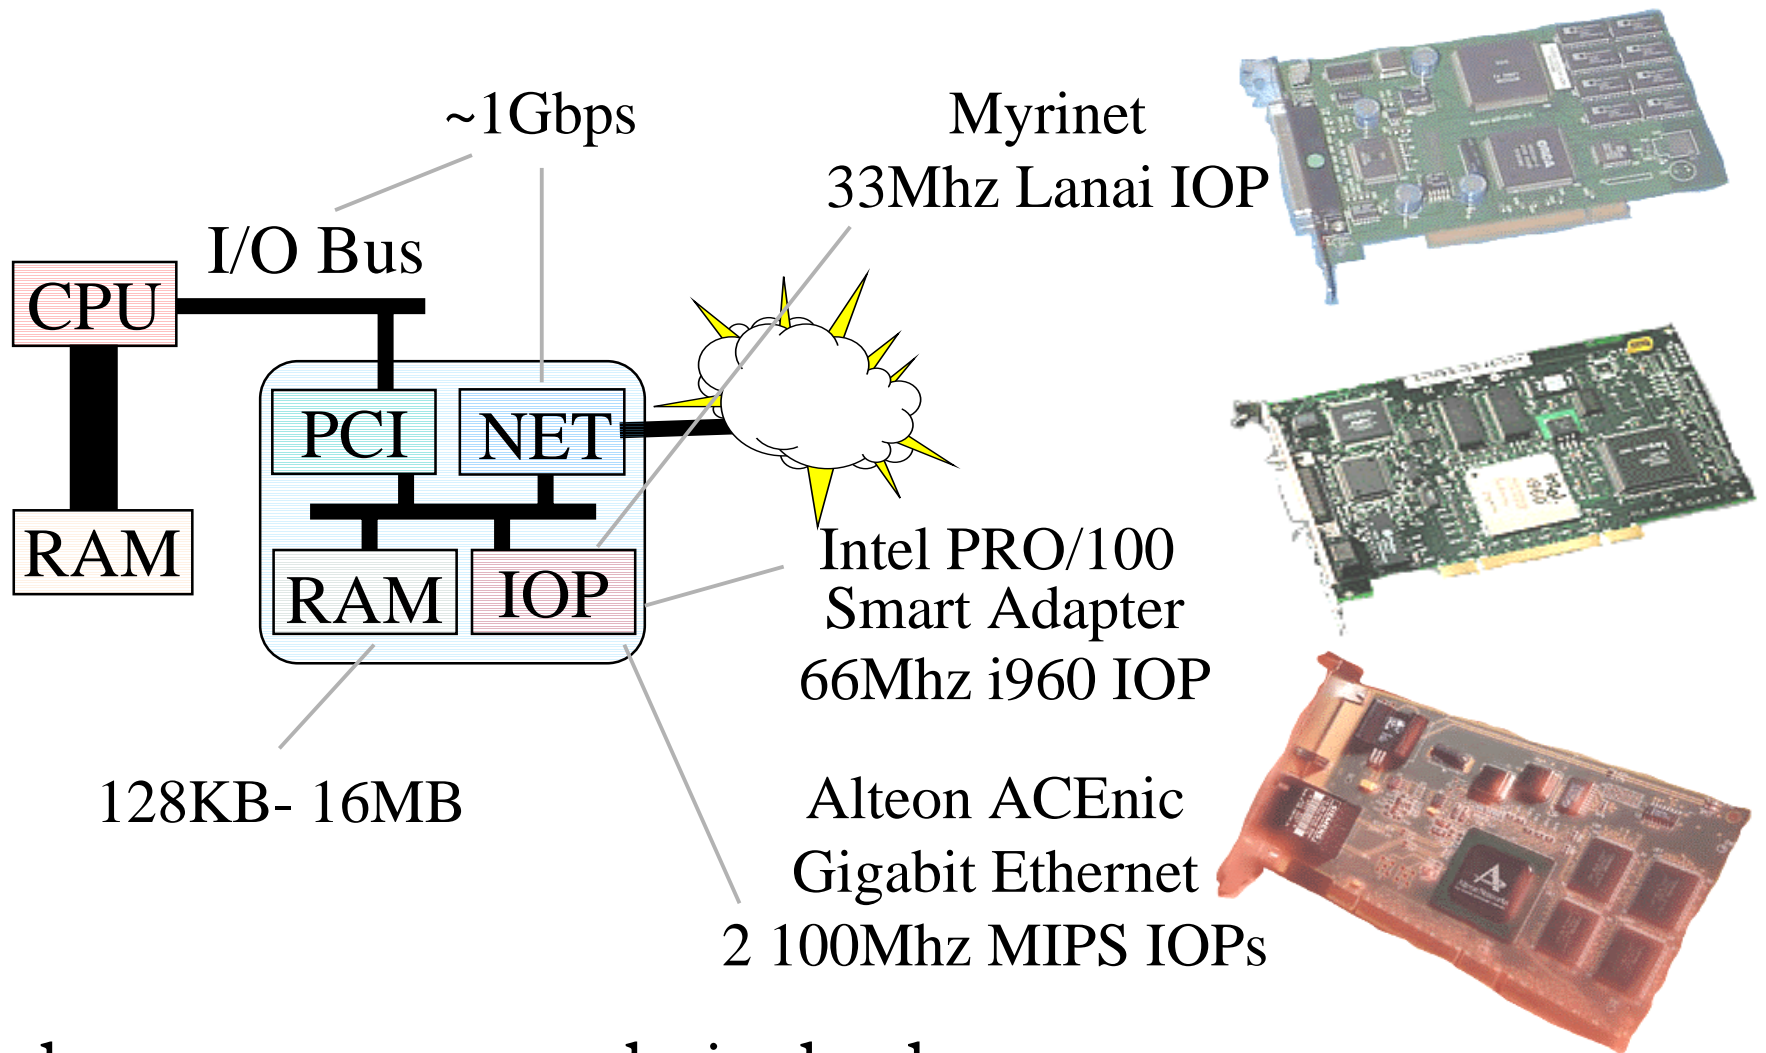 ~1Gbps
I/O Bus
CPU
PCI
NET
RAM
RAM
IOP
128KB- 16MB
Myrinet
33Mhz Lanai IOP
Intel PRO/100
Smart Adapter
66Mhz i960 IOP
Alteon ACEnic
Gigabit Ethernet
2 100Mhz MIPS IOPs